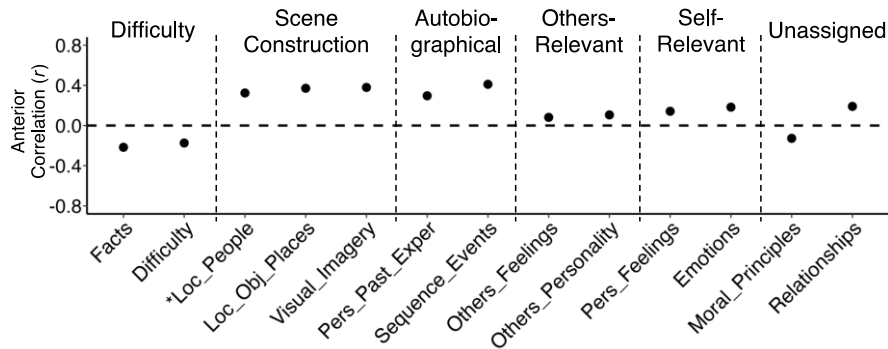 Difficulty
Scene
Construction
Autobio-
graphical
Others-
Relevant
Self-
Relevant
Unassigned
Anterior
Correlation (r)
0.8
0.4
0.0
-0.4
-0.8
Facts
Difficulty
*Loc_People
Loc_Obj_Places
Visual_Imagery
Pers_Past_Exper
Sequence_Events
Others_Feelings
Others_Personality
Pers_Feelings
Emotions
Moral_Principles
Relationships